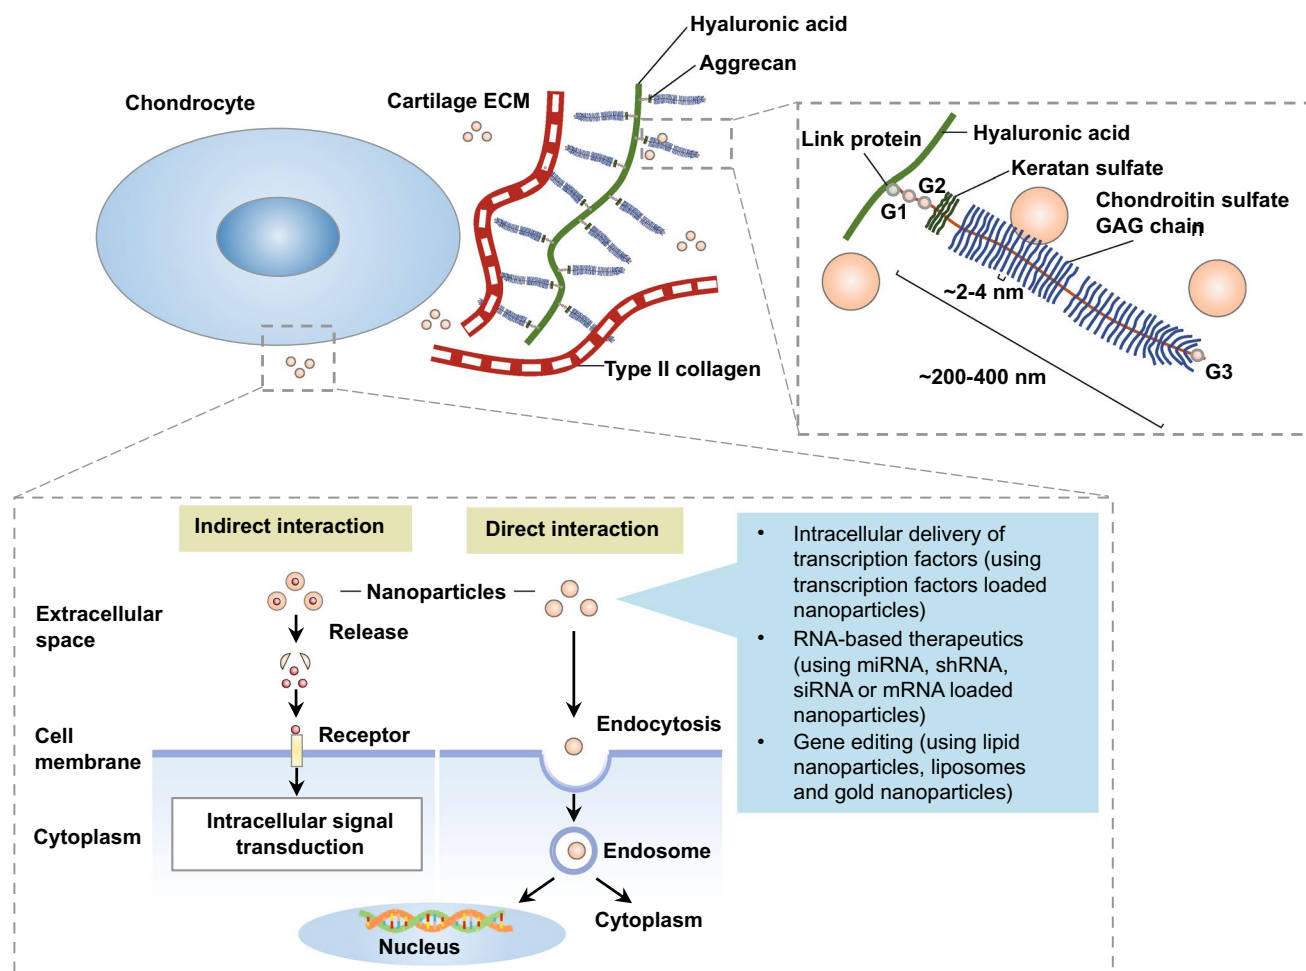 Hyaluronic acid
Aggrecan
Chondrocyte
Cartilage ECM
Type II collagen
Link protein
Hyaluronic acid
G2
Keratan sulfate
G1
Chondroitin sulfate
GAG chain
n
~2-4 nm
~200-400 nm
G3
Indirect interaction
Direct interaction
Nanoparticles
Extracellular
space
Release
Cell
membrane
Receptor
Endocytosis
Cytoplasm
Intracellular signal
transduction
Endosome
Cytoplasm
Nucleus
• Intracellular delivery of
transcription factors (using
transcription factors loaded
nanoparticles)
• RNA-based therapeutics
(using miRNA, shRNA,
siRNA or mRNA loaded
nanoparticles)
• Gene editing (using lipid
nanoparticles, liposomes
and gold nanoparticles)